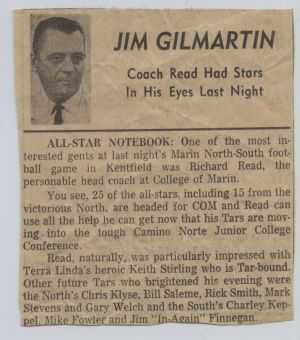 JIM GILMARTIN
Coach Read Had Stars
In His Eyes Last Night
ALL-STAR NOTEBOOK: One of the most in-
terested gents at last night's Marin North-South foot-
ball game in Kentfield was Richard Read, the
personable head coach at College of Marin.
You see, 25 of the all-stars, including 15 from the
victorious North, are headed for COM and Read can
use all the help he can get now that his Tars are mov-
ing into the tough Camino Norte Junior College
Conference.
Read, naturally, was particularly impressed with
Terra Linda's heroic Keith Stirling who is Tar-bound.
Other future Tars who brightened his evening were
the North's Chris Klyse, Bill Saleme, Rick Smith, Mark
Stevens and Gary Welch and the South's Charley Kep-
pel, Mike Fowler and Jim "In-Again" Finnegan.